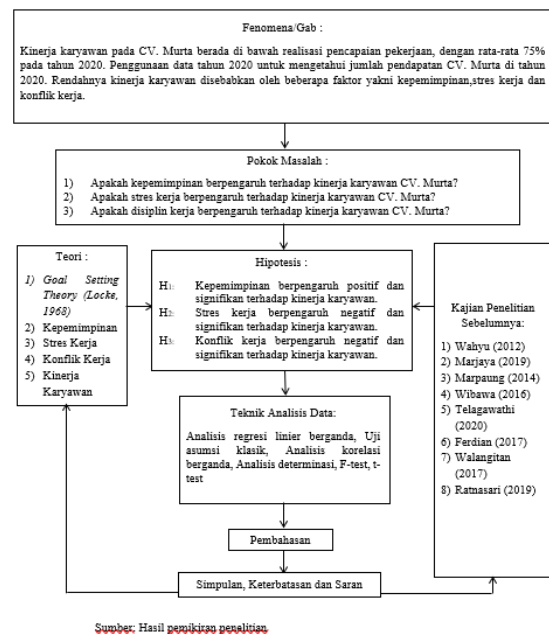 Fenomena/Gab :
Kinerja karyawan pada CV. Murta berada di bawah realisasi pencapaian pekerjaan, dengan rata-rata 75%
pada tahun 2020. Penggunaan data tahun 2020 untuk mengetahui jumlah pendapatan CV. Murta di tahun
2020. Rendahnya kinerja karyawan disebabkan oleh beberapa faktor yakni kepemimpinan,stres kerja dan
konflik kerja.
Pokok Masalah :
1) Apakah kepemimpinan berpengaruh terhadap kinerja karyawan CV. Murta?
2) Apakah stres kerja berpengaruh terhadap kinerja karyawan CV. Murta?
3) Apakah disiplin kerja berpengaruh terhadap kinerja karyawan CV. Murta?
Teori :
1) Goal Setting
Theory (Locke,
1968)
2) Kepemimpinan
3) Stres Kerja
4) Konflik Kerja
5) Kinerja
Karyawan
Hipotesis :
H1: Kepemimpinan berpengaruh positif dan
signifikan terhadap kinerja karyawan.
H2: Stres kerja berpengaruh negatif dan
signifikan terhadap kinerja karyawan.
H3: Konflik kerja berpengaruh negatif dan
signifikan terhadap kinerja karyawan.
Kajian Penelitian
Sebelumnya:
1) Wahyu (2012)
2) Marjaya (2019)
3) Marpaung (2014)
4) Wibawa (2016)
5) Telagawathi
(2020)
6) Ferdian (2017)
7) Walangitan
(2017)
8) Ratnasari (2019)
Teknik Analisis Data:
Analisis regresi linier berganda, Uji
asumsi klasik, Analisis korelasi
berganda, Analisis determinasi, F-test, t-
test
Pembahasan
Simpulan, Keterbatasan dan Saran
Sumber: Hasil pemikiran penelitian